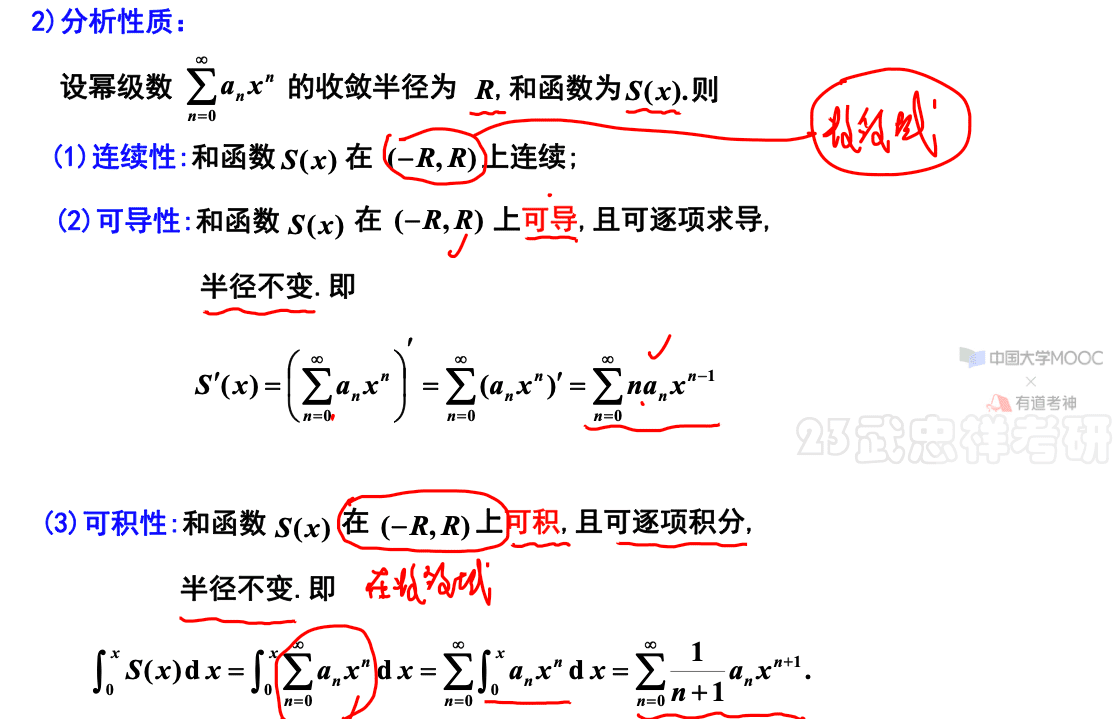 2)分析性质:
设幂级数 $\sum_{n=0}^{\infty} a_n x^n$ 的收敛半径为 R,和函数为S(x).则
收敛域
(1)连续性:和函数S(x)在 (−R,R)上连续;
(2)可导性:和函数 S(x) 在 (−R,R) 上可导,且可逐项求导,
半径不变.即
$S'(x) = \left(\sum_{n=0}^{\infty} a_n x^n\right)' = \sum_{n=0}^{\infty} (a_n x^n)' = \sum_{n=0}^{\infty} n a_n x^{n-1}$
中国大学MOOC
×
有道考神
23武忠祥考研
(3)可积性:和函数 S(x) 在 (−R,R) 上可积,且可逐项积分,
半径不变.即 在收敛域
$\int_0^x S(x)\mathrm{d}x = \int_0^x \sum_{n=0}^{\infty} a_n x^n \mathrm{d}x = \sum_{n=0}^{\infty} \int_0^x a_n x^n \mathrm{d}x = \sum_{n=0}^{\infty} \frac{1}{n+1} a_n x^{n+1}.$